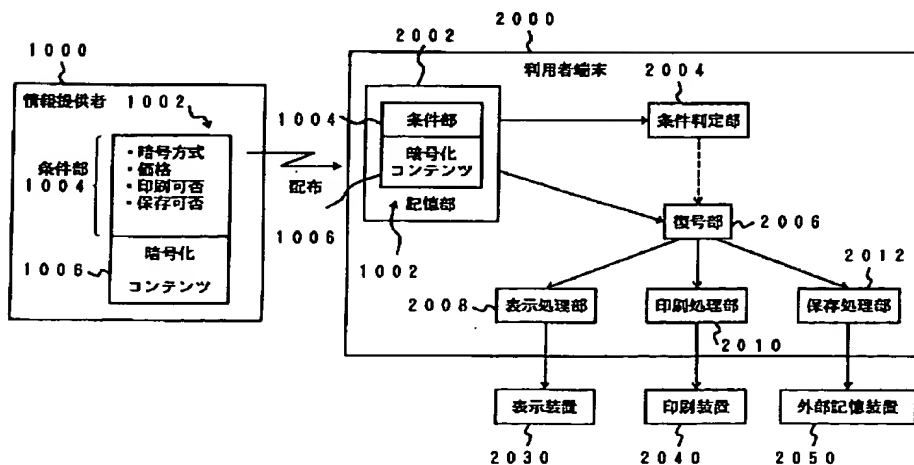 1000
情報提供者
1002
条件部
1004
・暗号方式
・価格
・印刷可否
・保存可否
1006
暗号化
コンテンツ
配布
2000
利用者端末
2002
1004
条件部
暗号化
コンテンツ
記憶部
1006
1002
2004
条件判定部
復号部
2006
2012
2008
表示処理部
印刷処理部
保存処理部
2010
表示装置
印刷装置
外部記憶装置
2030
2040
2050